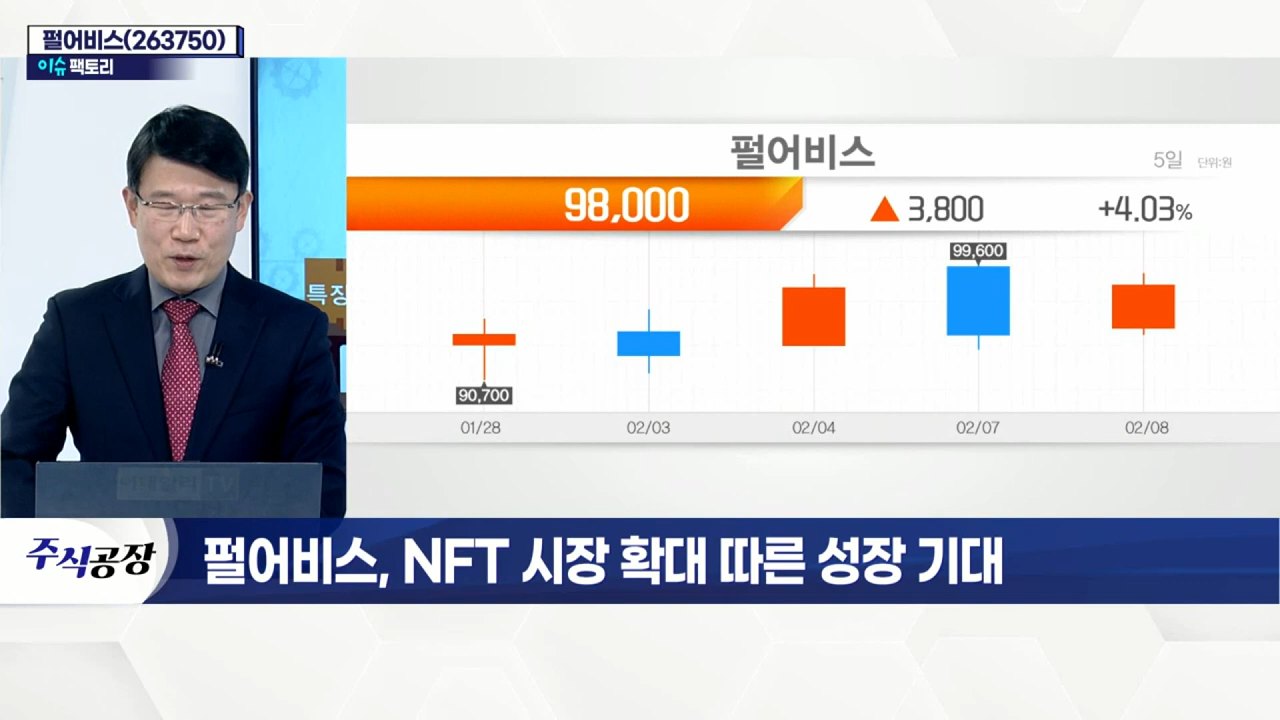 펄어비스(263750)
이슈 팩토리
펄어비스
5일 단위:원
98,000 ▲ 3,800 +4.03%
99,600
특징
90,700
01/28 02/03 02/04 02/07 02/08
주식공장
펄어비스, NFT 시장 확대 따른 성장 기대